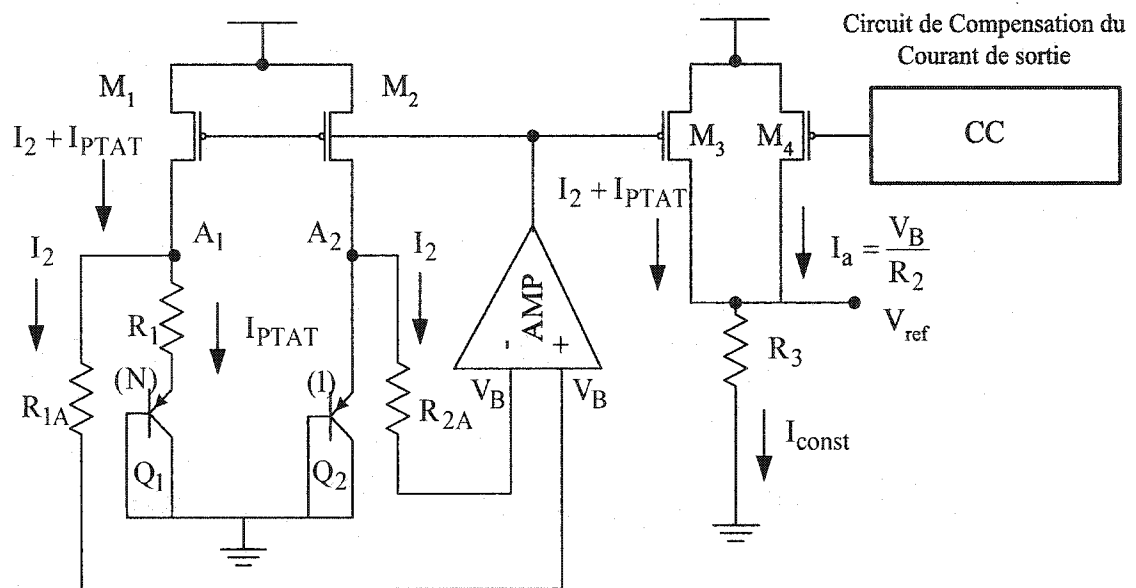 Circuit de Compensation du
Courant de sortie
M1
M2
I2 + IPTAT
M3
M4
CC
I2 + IPTAT
A1
A2
I2
I2
Ia = VB
R2
R1
IPTAT
AMP
- +
Vref
R3
(N)
(1)
R1A
R2A
VB
VB
Iconst
Q1
Q2